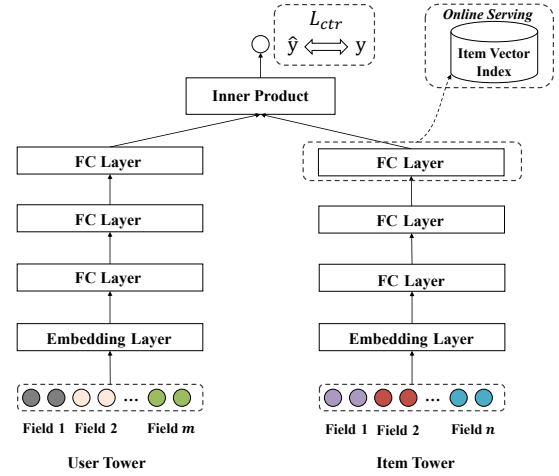 Online Serving
Item Vector
Index
L_ctr
ŷ ⟺ y
Inner Product
FC Layer
FC Layer
FC Layer
FC Layer
FC Layer
FC Layer
Embedding Layer
Embedding Layer
...
...
Field 1 Field 2 Field m
Field 1 Field 2 Field n
User Tower
Item Tower